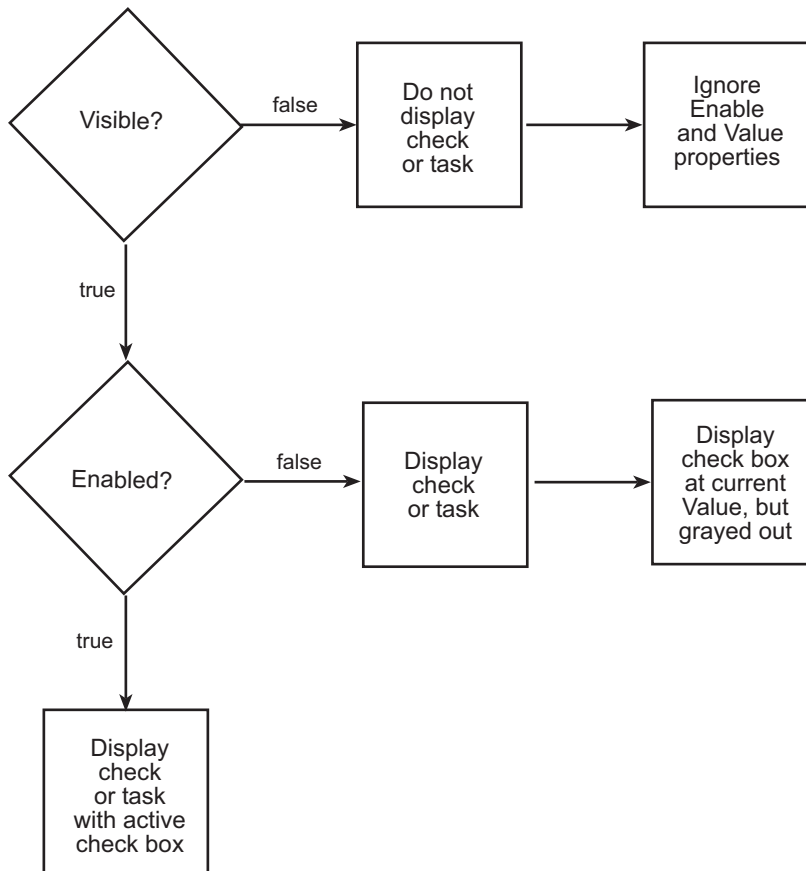 Visible?
false
Do not
display
check
or task
Ignore
Enable
and Value
properties
true
Enabled?
false
Display
check
or task
Display
check box
at current
Value, but
grayed out
true
Display
check
or task
with active
check box